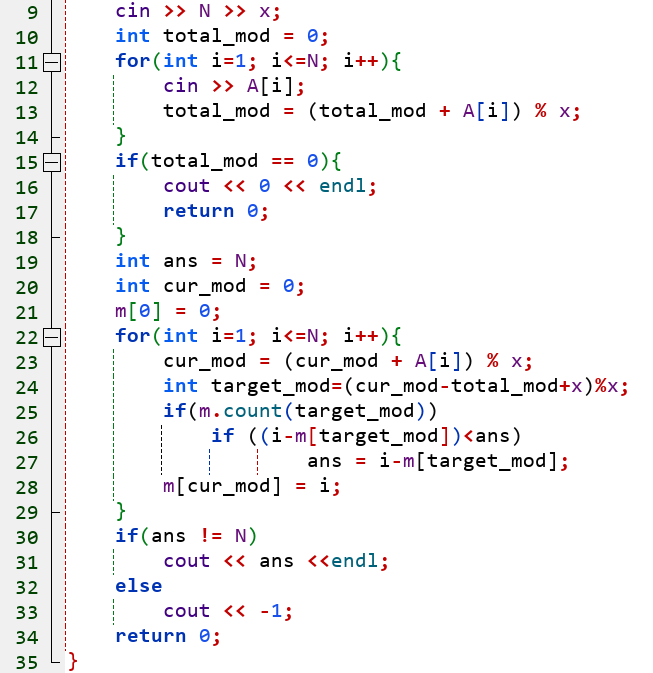 9 cin >> N >> x;
10 int total_mod = 0;
11 for(int i=1; i<=N; i++){
12 cin >> A[i];
13 total_mod = (total_mod + A[i]) % x;
14 }
15 if(total_mod == 0){
16 cout << 0 << endl;
17 return 0;
18 }
19 int ans = N;
20 int cur_mod = 0;
21 m[0] = 0;
22 for(int i=1; i<=N; i++){
23 cur_mod = (cur_mod + A[i]) % x;
24 int target_mod=(cur_mod-total_mod+x)%x;
25 if(m.count(target_mod))
26 if ((i-m[target_mod])<ans)
27 ans = i-m[target_mod];
28 m[cur_mod] = i;
29 }
30 if(ans != N)
31 cout << ans <<endl;
32 else
33 cout << -1;
34 return 0;
35 }